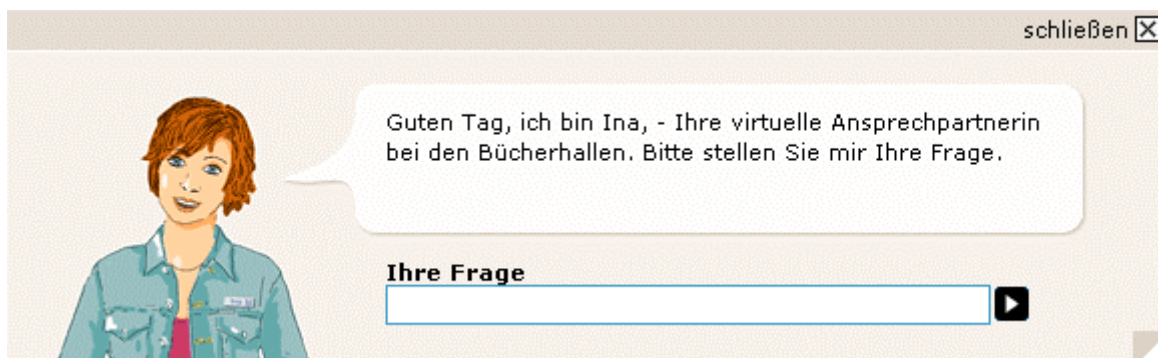 schließen
Guten Tag, ich bin Ina, - Ihre virtuelle Ansprechpartnerin
bei den Bücherhallen. Bitte stellen Sie mir Ihre Frage.
Ihre Frage